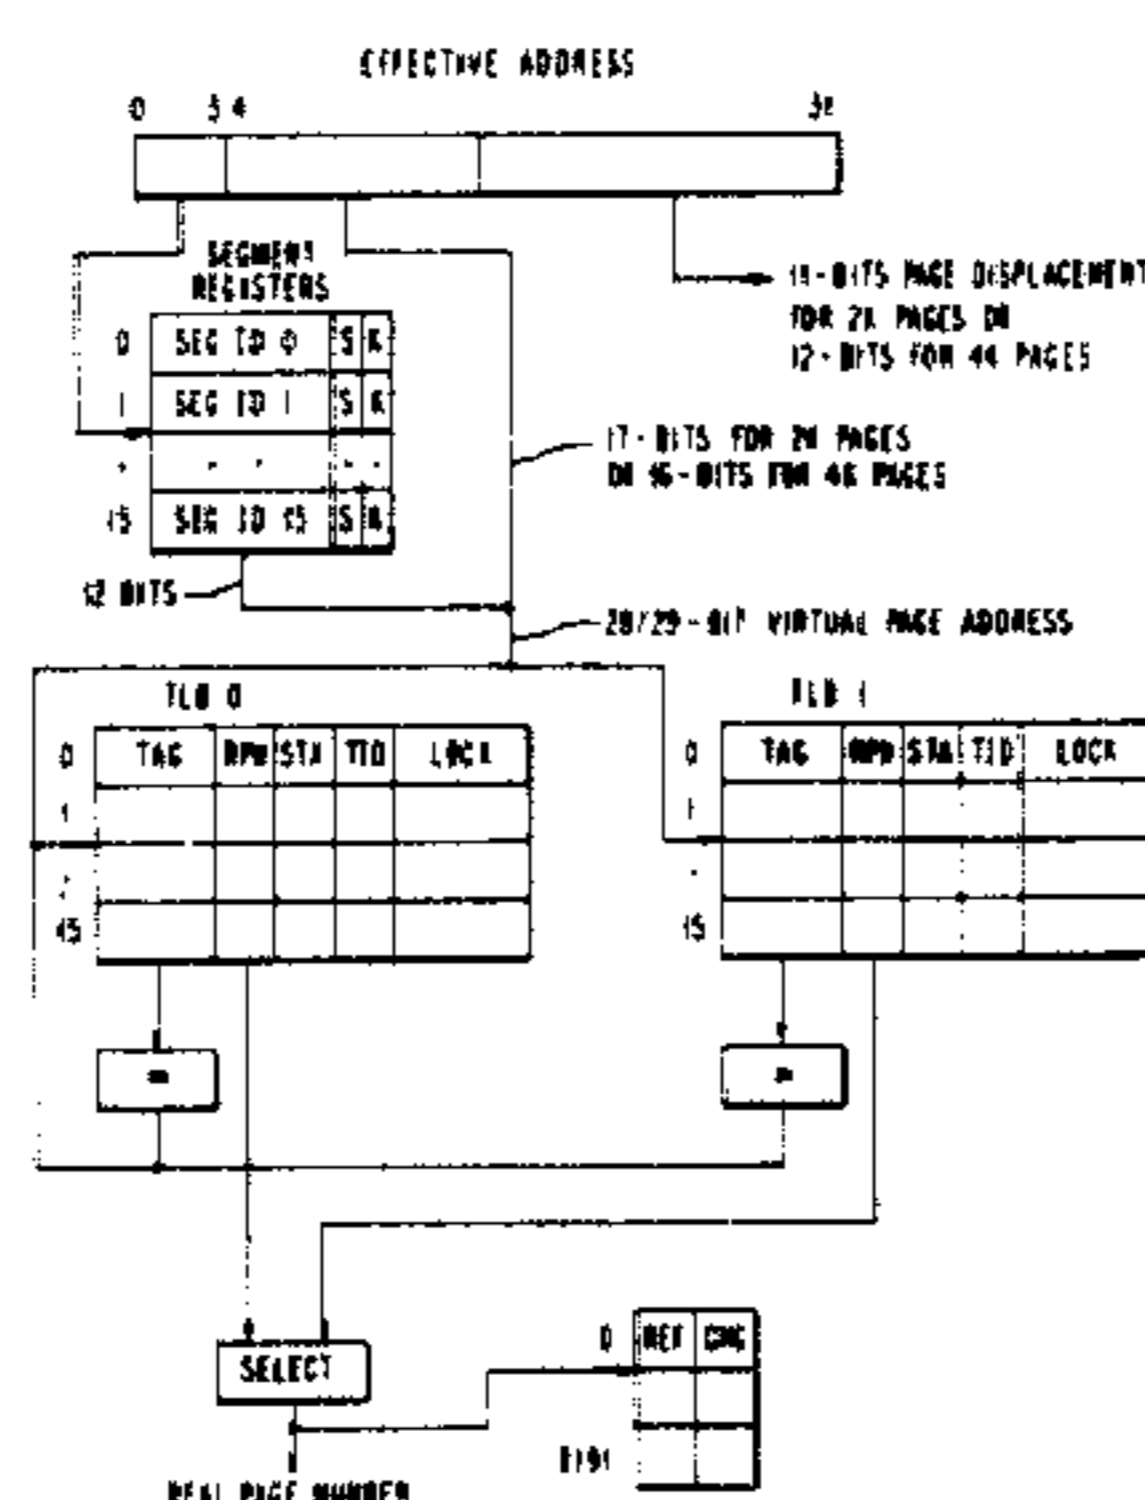 EFFECTIVE ADDRESS
0 3 4 31
SEGMENT
REGISTERS
11-BITS PAGE DISPLACEMENT
FOR 2K PAGES OR
12-BITS FOR 4K PAGES
0 SEG ID 0 S K
1 SEG ID 1 S K
15 SEG ID 15 S K
17-BITS FOR 2K PAGES
OR 16-BITS FOR 4K PAGES
12 BITS
28/29-BIT VIRTUAL PAGE ADDRESS
TLB 0 TLB 1
0 TAG RPN STA TID LOCK 0 TAG RPN STA TID LOCK
1 1
15 15
= =
SELECT
0 REF CHG
8191
REAL PAGE NUMBER